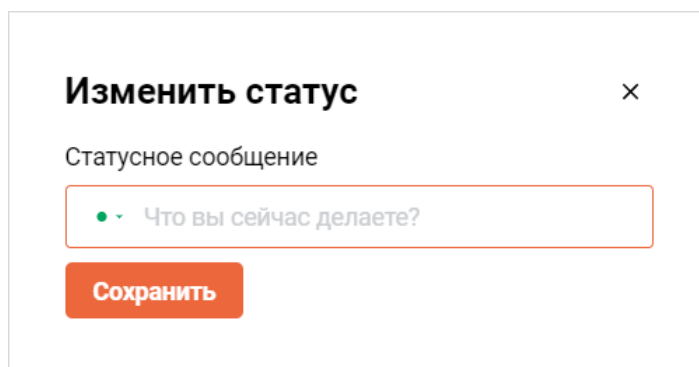 Изменить статус
Статусное сообщение
Что вы сейчас делаете?
Сохранить